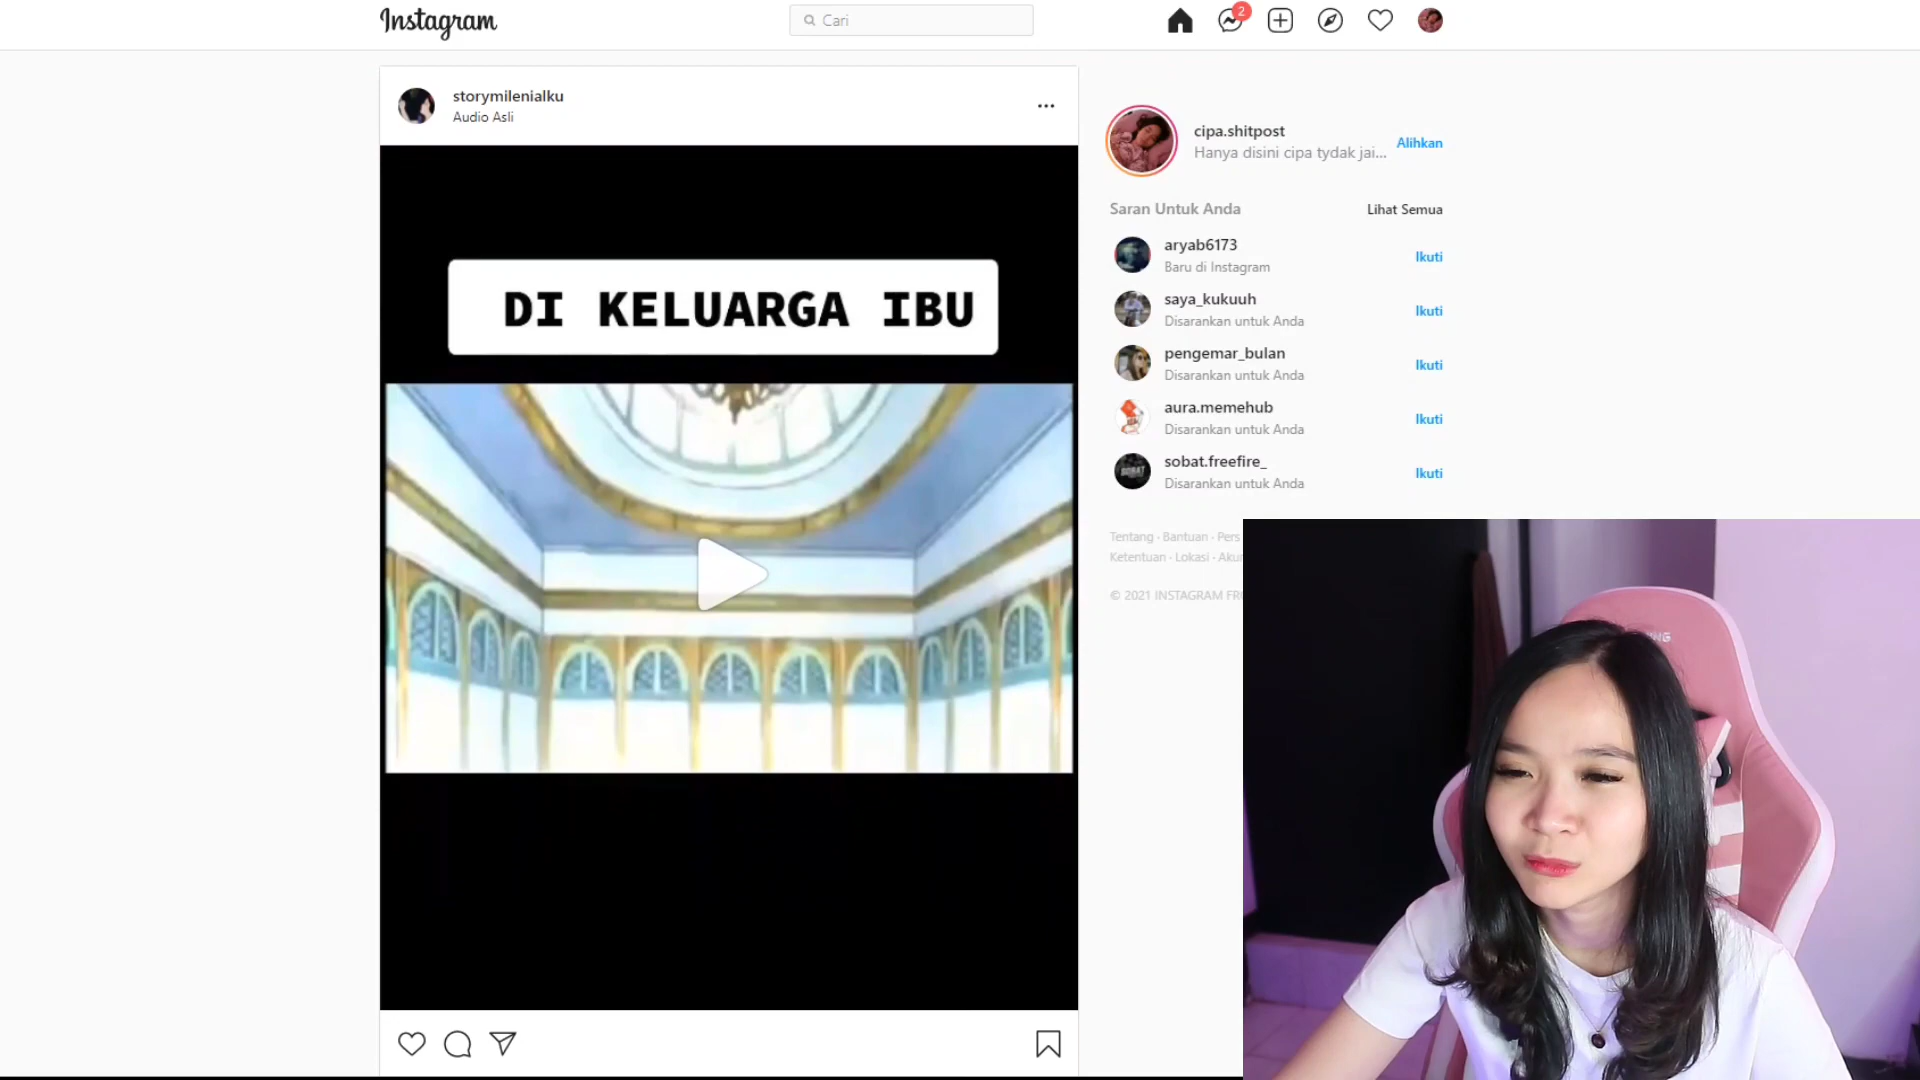 Instagram
Cari
2
storymilenialku
Audio Asli
DI KELUARGA IBU
cipa.shitpost
Hanya disini cipa tydak jai...
Alihkan
Saran Untuk Anda
Lihat Semua
aryab6173
Baru di Instagram
Ikuti
saya_kukuuh
Disarankan untuk Anda
Ikuti
pengemar_bulan
Disarankan untuk Anda
Ikuti
aura.memehub
Disarankan untuk Anda
Ikuti
sobat.freefire_
Disarankan untuk Anda
Ikuti
Tentang · Bantuan · Pers
Ketentuan · Lokasi · Akun
© 2021 INSTAGRAM FR